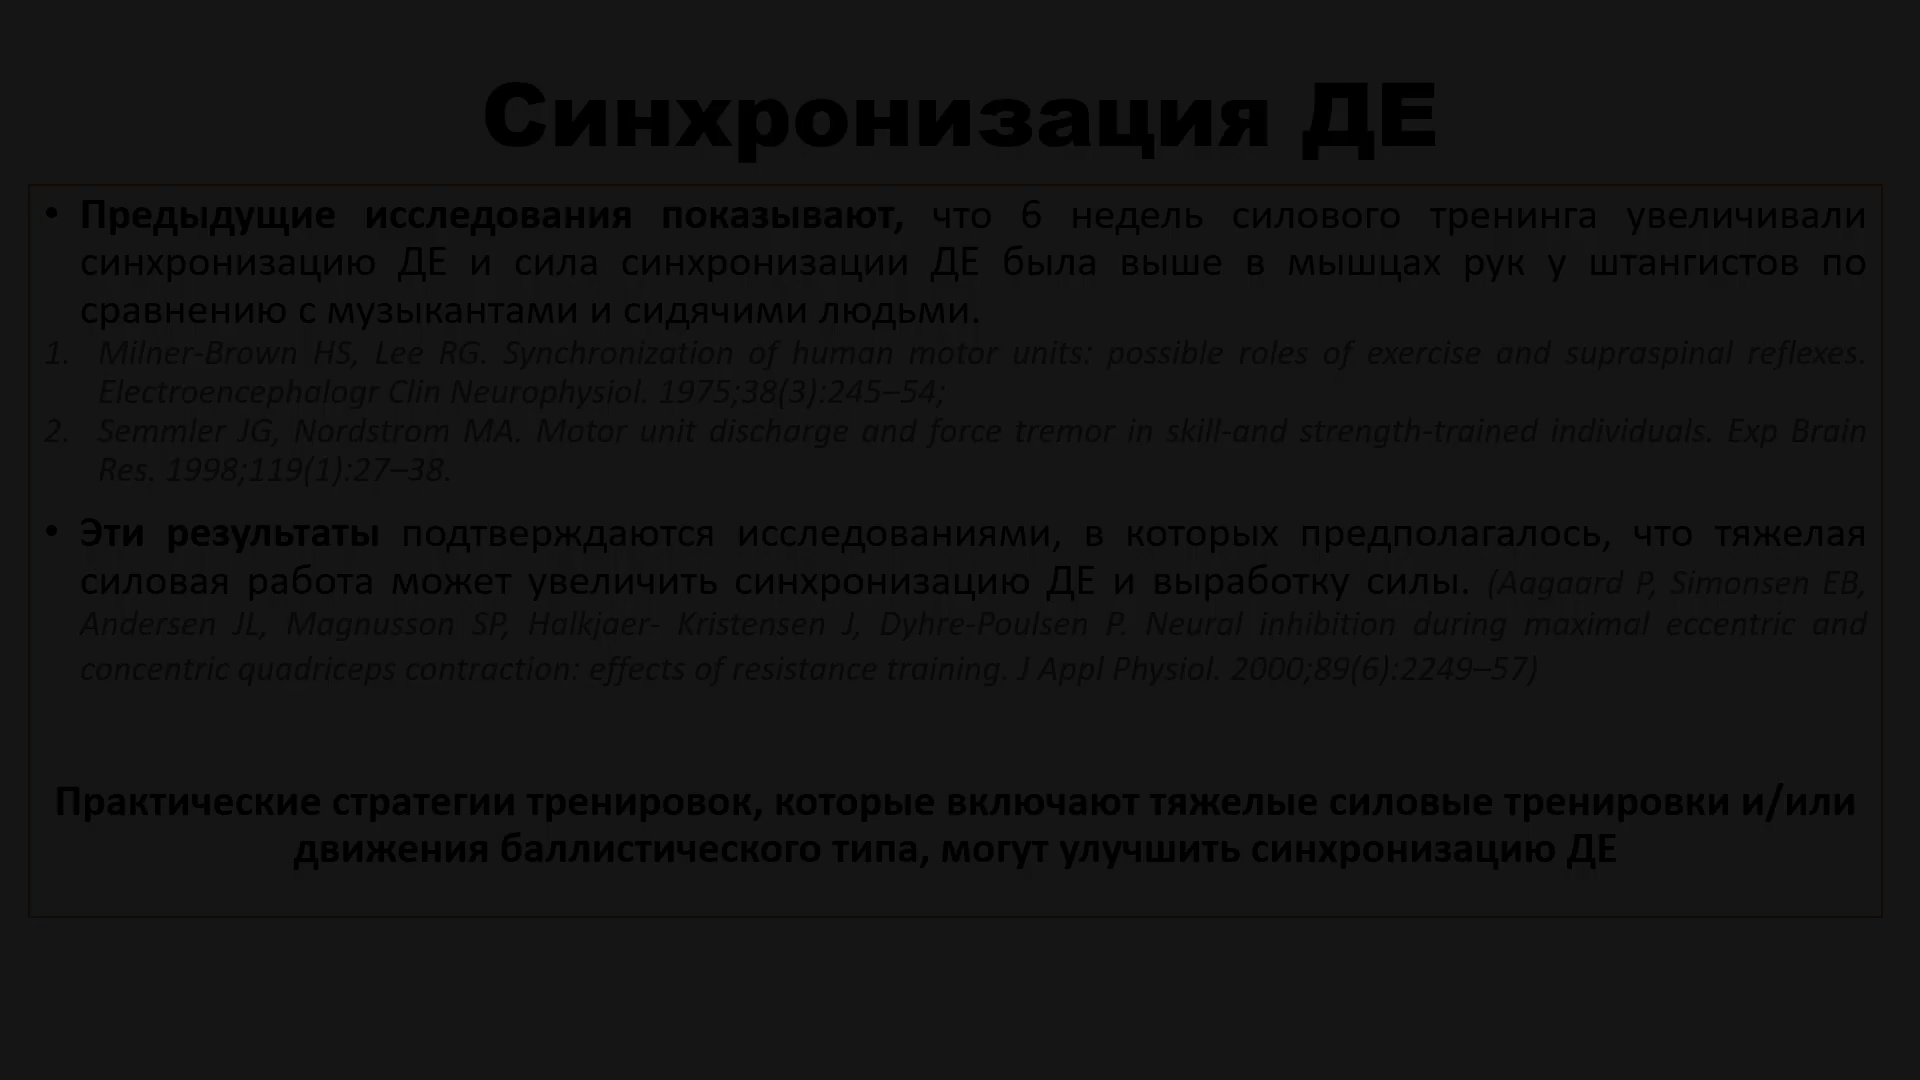 Синхронизация ДЕ
• Предыдущие исследования показывают, что 6 недель силового тренинга увеличивали
синхронизацию ДЕ и сила синхронизации ДЕ была выше в мышцах рук у штангистов по
сравнению с музыкантами и сидячими людьми.
1. Milner-Brown HS, Lee RG. Synchronization of human motor units: possible roles of exercise and supraspinal reflexes.
Electroencephalogr Clin Neurophysiol. 1975;38(3):245–54;
2. Semmler JG, Nordstrom MA. Motor unit discharge and force tremor in skill-and strength-trained individuals. Exp Brain
Res. 1998;119(1):27–38.
• Эти результаты подтверждаются исследованиями, в которых предполагалось, что тяжелая
силовая работа может увеличить синхронизацию ДЕ и выработку силы. (Aagaard P, Simonsen EB,
Andersen JL, Magnusson SP, Halkjaer- Kristensen J, Dyhre-Poulsen P. Neural inhibition during maximal eccentric and
concentric quadriceps contraction: effects of resistance training. J Appl Physiol. 2000;89(6):2249–57)
Практические стратегии тренировок, которые включают тяжелые силовые тренировки и/или
движения баллистического типа, могут улучшить синхронизацию ДЕ